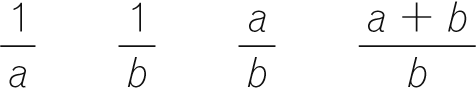 1/a 1/b a/b (a + b)/b